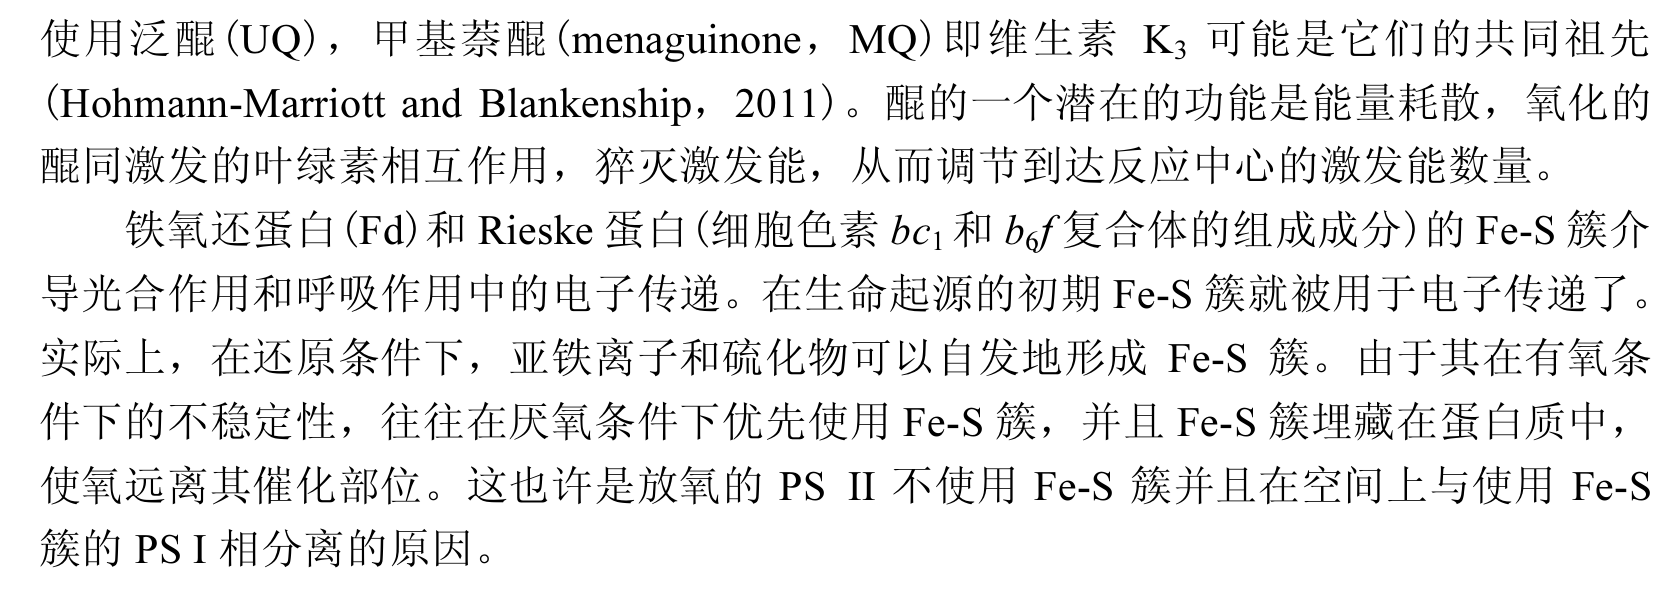 使用泛醌(UQ)，甲基萘醌(menaguinone，MQ)即维生素 K₃ 可能是它们的共同祖先
(Hohmann-Marriott and Blankenship，2011)。醌的一个潜在的功能是能量耗散，氧化的
醌同激发的叶绿素相互作用，猝灭激发能，从而调节到达反应中心的激发能数量。
铁氧还蛋白(Fd)和 Rieske 蛋白(细胞色素 bc₁ 和 b₆f 复合体的组成成分)的 Fe-S 簇介
导光合作用和呼吸作用中的电子传递。在生命起源的初期 Fe-S 簇就被用于电子传递了。
实际上，在还原条件下，亚铁离子和硫化物可以自发地形成 Fe-S 簇。由于其在有氧条
件下的不稳定性，往往在厌氧条件下优先使用 Fe-S 簇，并且 Fe-S 簇埋藏在蛋白质中，
使氧远离其催化部位。这也许是放氧的 PS II 不使用 Fe-S 簇并且在空间上与使用 Fe-S
簇的 PS I 相分离的原因。